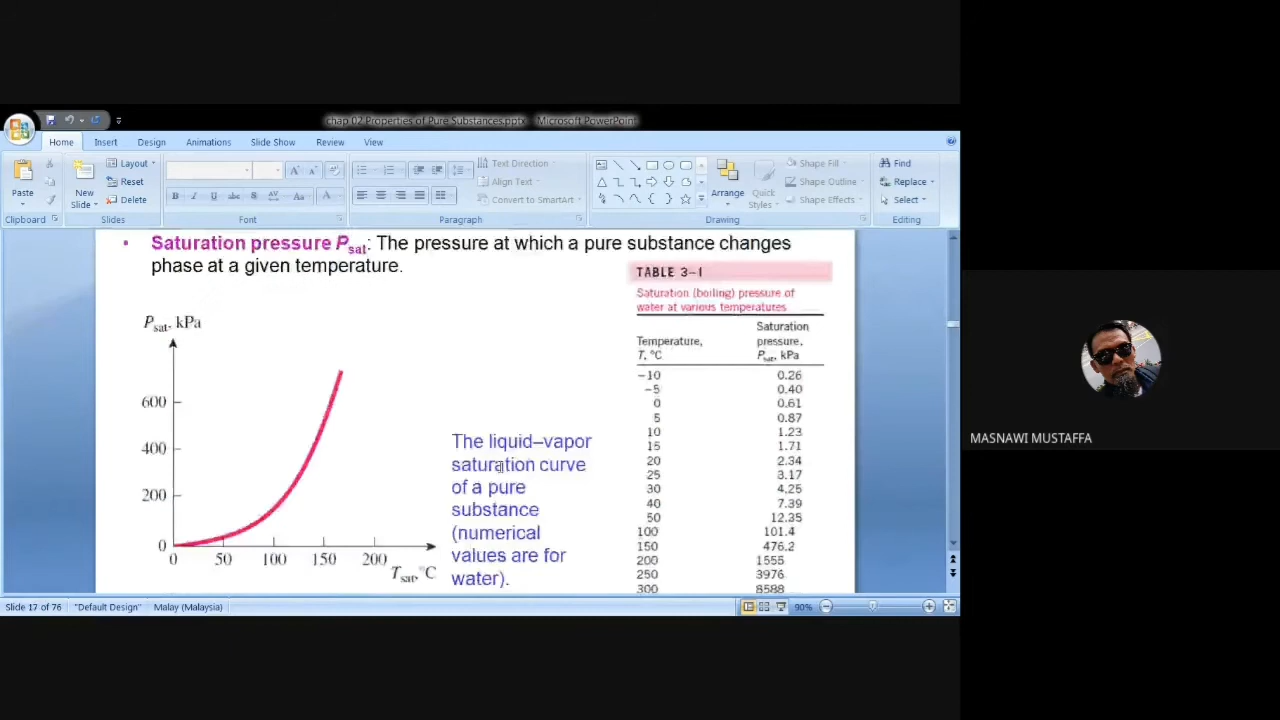 chap 02 Properties of Pure Substances.pptx - Microsoft PowerPoint
Home Insert Design Animations Slide Show Review View
Paste
New Slide
Layout
Reset
Delete
Text Direction
Align Text
Convert to SmartArt
Arrange
Quick Styles
Shape Fill
Shape Outline
Shape Effects
Find
Replace
Select
Clipboard Slides Font Paragraph Drawing Editing
• Saturation pressure Psat: The pressure at which a pure substance changes
phase at a given temperature.
Psat, kPa
600
400
200
0
0 50 100 150 200
Tsat, °C
The liquid–vapor
saturation curve
of a pure
substance
(numerical
values are for
water).
TABLE 3–1
Saturation (boiling) pressure of
water at various temperatures
Temperature,
T, °C
Saturation
pressure,
Psat, kPa
−10 0.26
−5 0.40
0 0.61
5 0.87
10 1.23
15 1.71
20 2.34
25 3.17
30 4.25
40 7.39
50 12.35
100 101.4
150 476.2
200 1555
250 3976
300 8588
Slide 17 of 76 "Default Design" Malay (Malaysia) 90%
MASNAWI MUSTAFFA